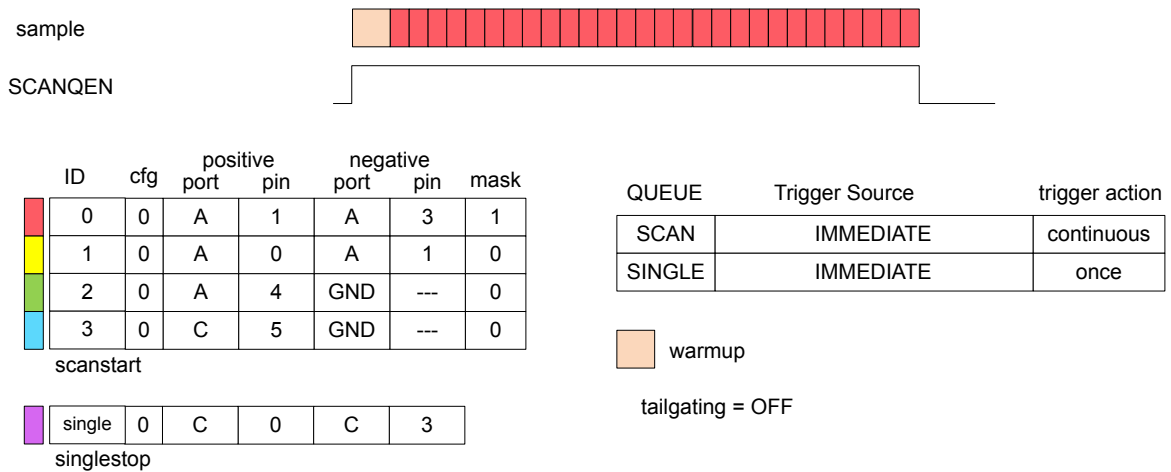 sample
SCANQEN
positive negative
ID cfg port pin port pin mask
0 0 A 1 A 3 1
1 0 A 0 A 1 0
2 0 A 4 GND --- 0
3 0 C 5 GND --- 0
scanstart
single 0 C 0 C 3
singlestop
QUEUE Trigger Source trigger action
SCAN IMMEDIATE continuous
SINGLE IMMEDIATE once
warmup
tailgating = OFF